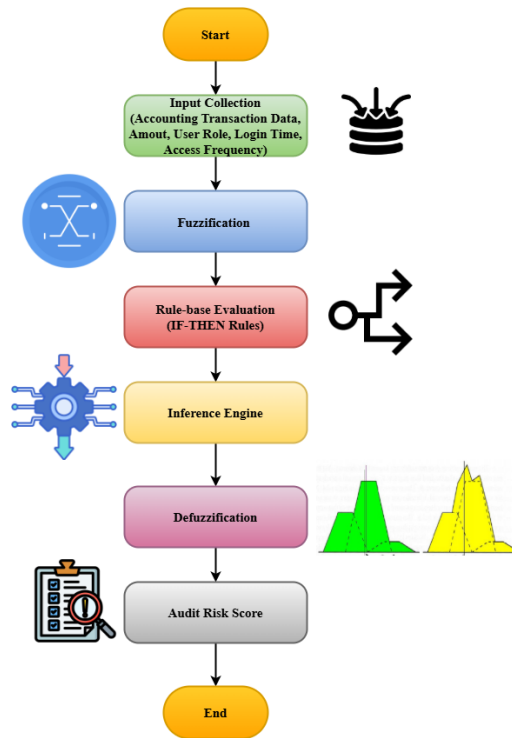 Start
Input Collection
(Accounting Transaction Data,
Amout, User Role, Login Time,
Access Frequency)
Fuzzification
Rule-base Evaluation
(IF-THEN Rules)
Inference Engine
Defuzzification
Audit Risk Score
End